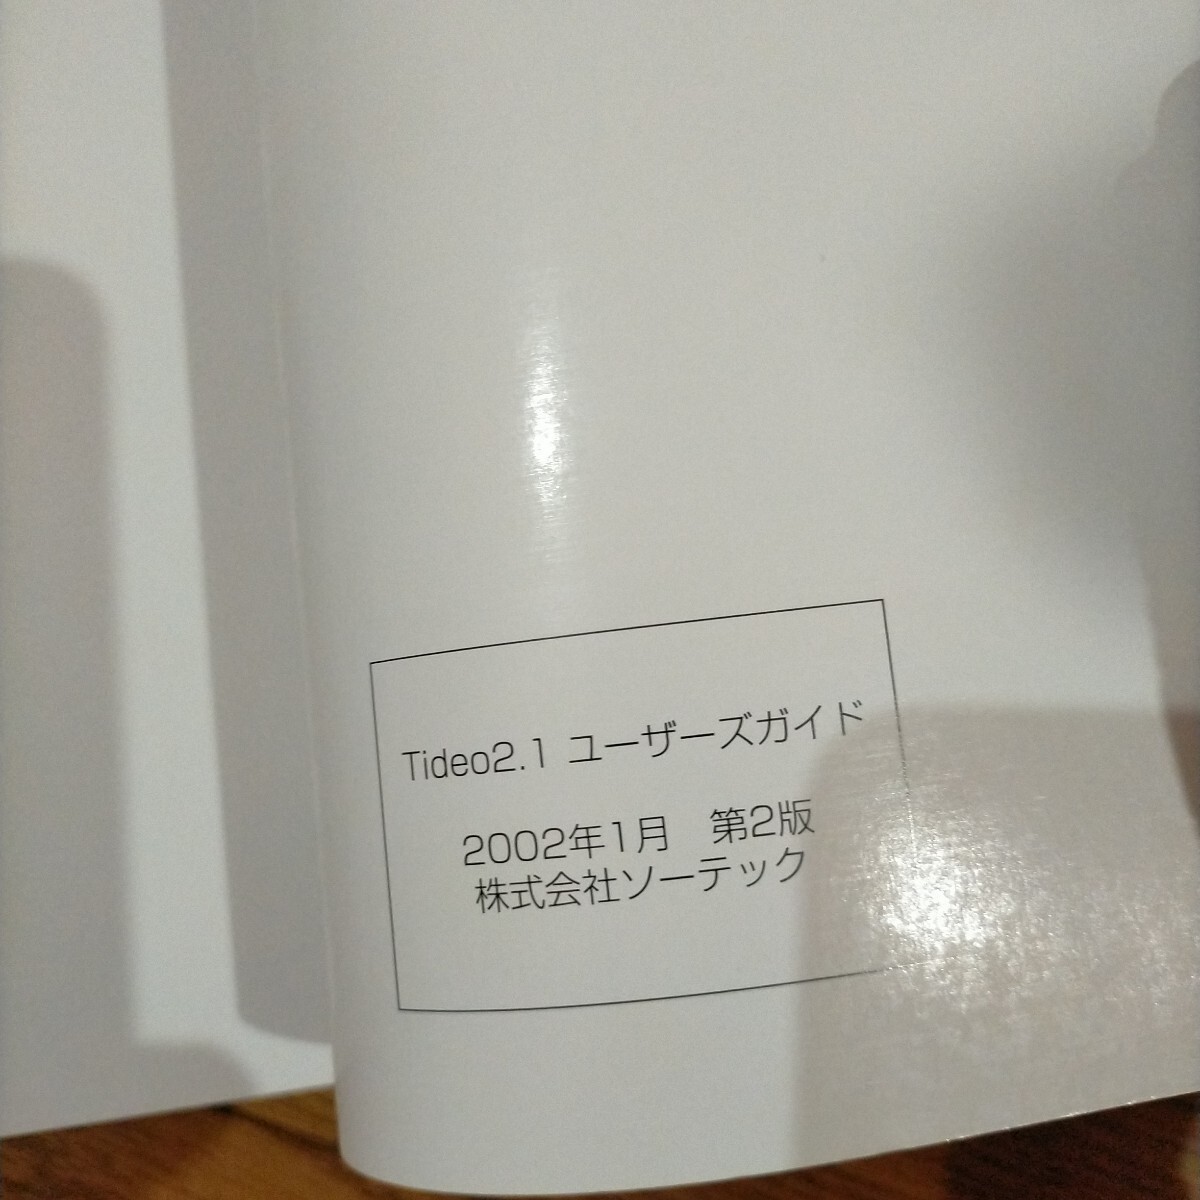 Tideo2.1 ユーザーズガイド
2002年1月　第2版
株式会社ソーテック